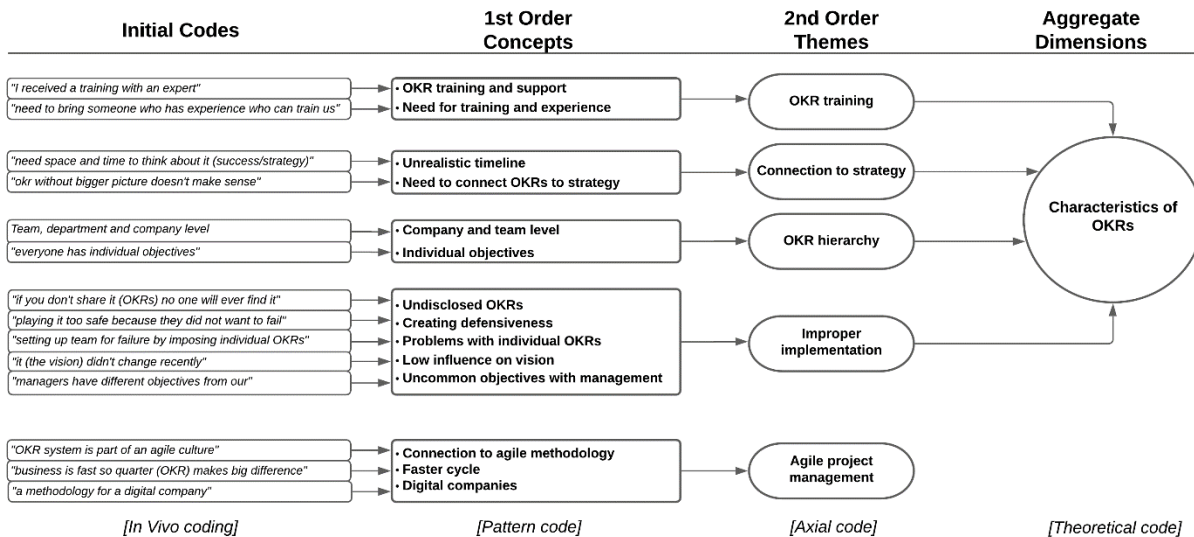 Initial Codes
1st Order
Concepts
2nd Order
Themes
Aggregate
Dimensions
"I received a training with an expert"
"need to bring someone who has experience who can train us"
• OKR training and support
• Need for training and experience
OKR training
"need space and time to think about it (success/strategy)"
"okr without bigger picture doesn't make sense"
• Unrealistic timeline
• Need to connect OKRs to strategy
Connection to strategy
Team, department and company level
"everyone has individual objectives"
• Company and team level
• Individual objectives
OKR hierarchy
Characteristics of
OKRs
"if you don't share it (OKRs) no one will ever find it"
"playing it too safe because they did not want to fail"
"setting up team for failure by imposing individual OKRs"
"it (the vision) didn't change recently"
"managers have different objectives from our"
• Undisclosed OKRs
• Creating defensiveness
• Problems with individual OKRs
• Low influence on vision
• Uncommon objectives with management
Improper
implementation
"OKR system is part of an agile culture"
"business is fast so quarter (OKR) makes big difference"
"a methodology for a digital company"
• Connection to agile methodology
• Faster cycle
• Digital companies
Agile project
management
[In Vivo coding]
[Pattern code]
[Axial code]
[Theoretical code]